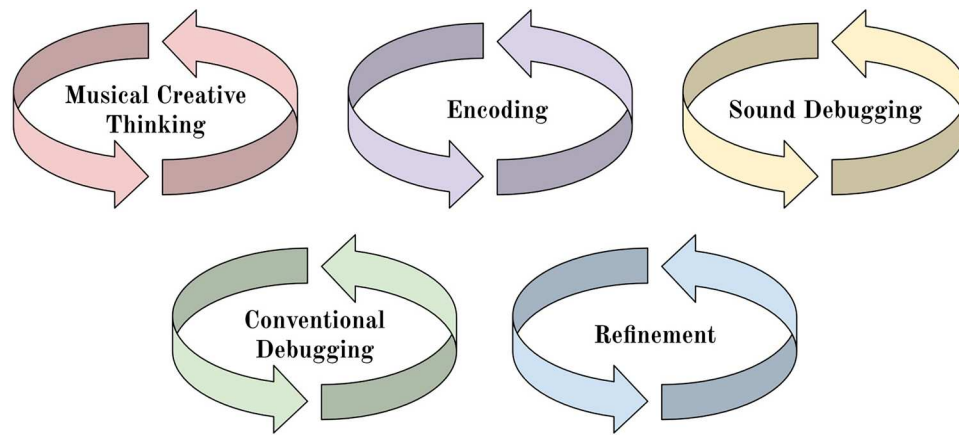 Musical Creative
Thinking
Encoding
Sound Debugging
Conventional
Debugging
Refinement